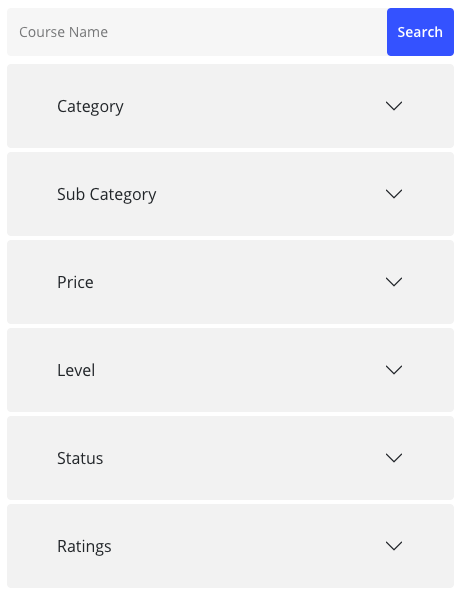 Course Name
Search
Category
Sub Category
Price
Level
Status
Ratings